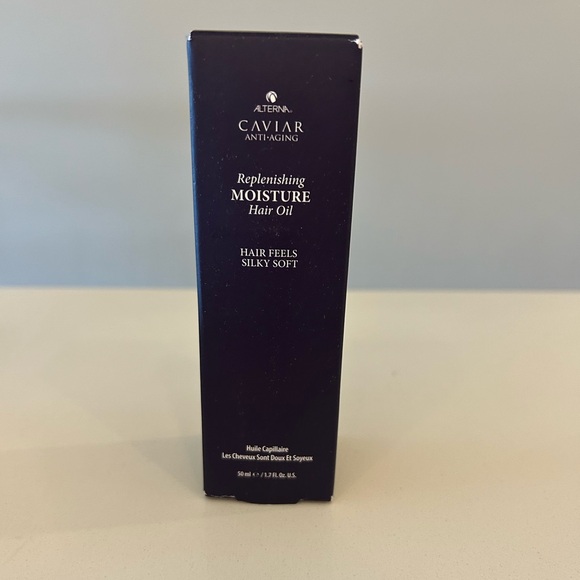 ALTERNA
CAVIAR
ANTI•AGING
Replenishing
MOISTURE
Hair Oil
HAIR FEELS
SILKY SOFT
Huile Capillaire
Les Cheveux Sont Doux Et Soyeux
50 ml / 1.7 Fl. Oz. U.S.